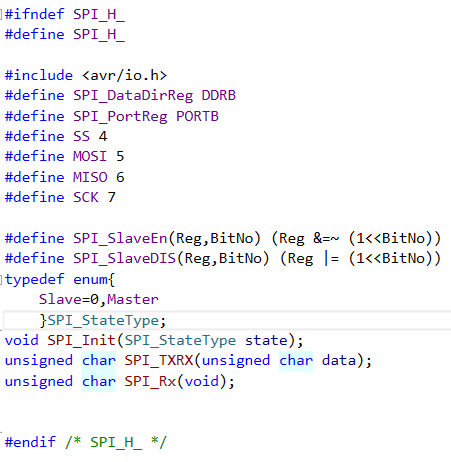 #ifndef SPI_H_
#define SPI_H_
#include <avr/io.h>
#define SPI_DataDirReg DDRB
#define SPI_PortReg PORTB
#define SS 4
#define MOSI 5
#define MISO 6
#define SCK 7
#define SPI_SlaveEn(Reg,BitNo) (Reg &=~ (1<<BitNo))
#define SPI_SlaveDIS(Reg,BitNo) (Reg |= (1<<BitNo))
typedef enum{
Slave=0,Master
}SPI_StateType;
void SPI_Init(SPI_StateType state);
unsigned char SPI_TXRX(unsigned char data);
unsigned char SPI_Rx(void);
#endif /* SPI_H_ */